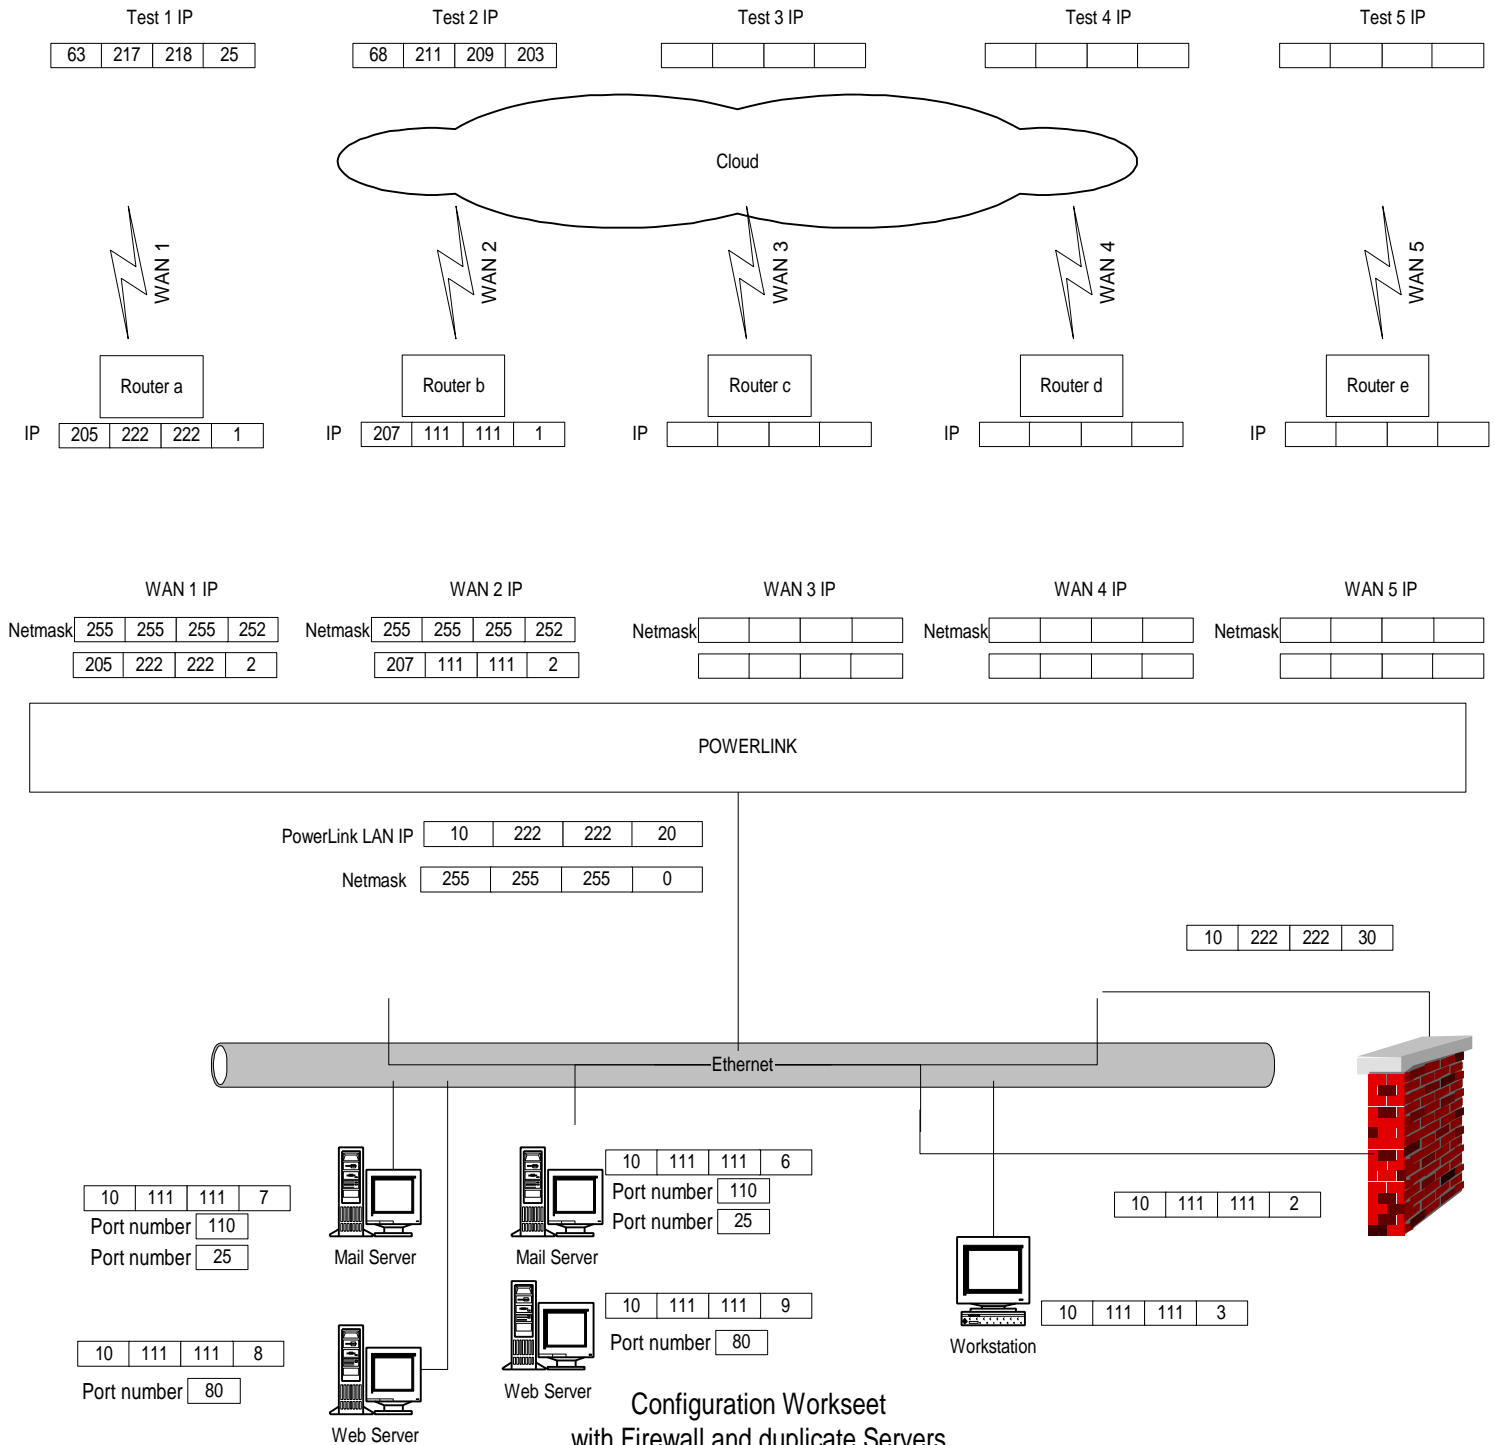 Test 1 IP Test 2 IP Test 3 IP Test 4 IP Test 5 IP
63 217 218 25 68 211 209 203
Cloud
WAN 1 WAN 2 WAN 3 WAN 4 WAN 5
Router a Router b Router c Router d Router e
IP 205 222 222 1 IP 207 111 111 1 IP IP IP
WAN 1 IP WAN 2 IP WAN 3 IP WAN 4 IP WAN 5 IP
Netmask 255 255 255 252 Netmask 255 255 255 252 Netmask Netmask Netmask
205 222 222 2 207 111 111 2
POWERLINK
PowerLink LAN IP 10 222 222 20
Netmask 255 255 255 0
10 222 222 30
Ethernet
10 111 111 6
Port number 110
Port number 25
10 111 111 7
Port number 110
Port number 25
10 111 111 2
Mail Server Mail Server
10 111 111 9
Port number 80
10 111 111 3
Workstation
10 111 111 8
Port number 80
Web Server
Web Server
Configuration Workseet
with Firewall and duplicate Servers